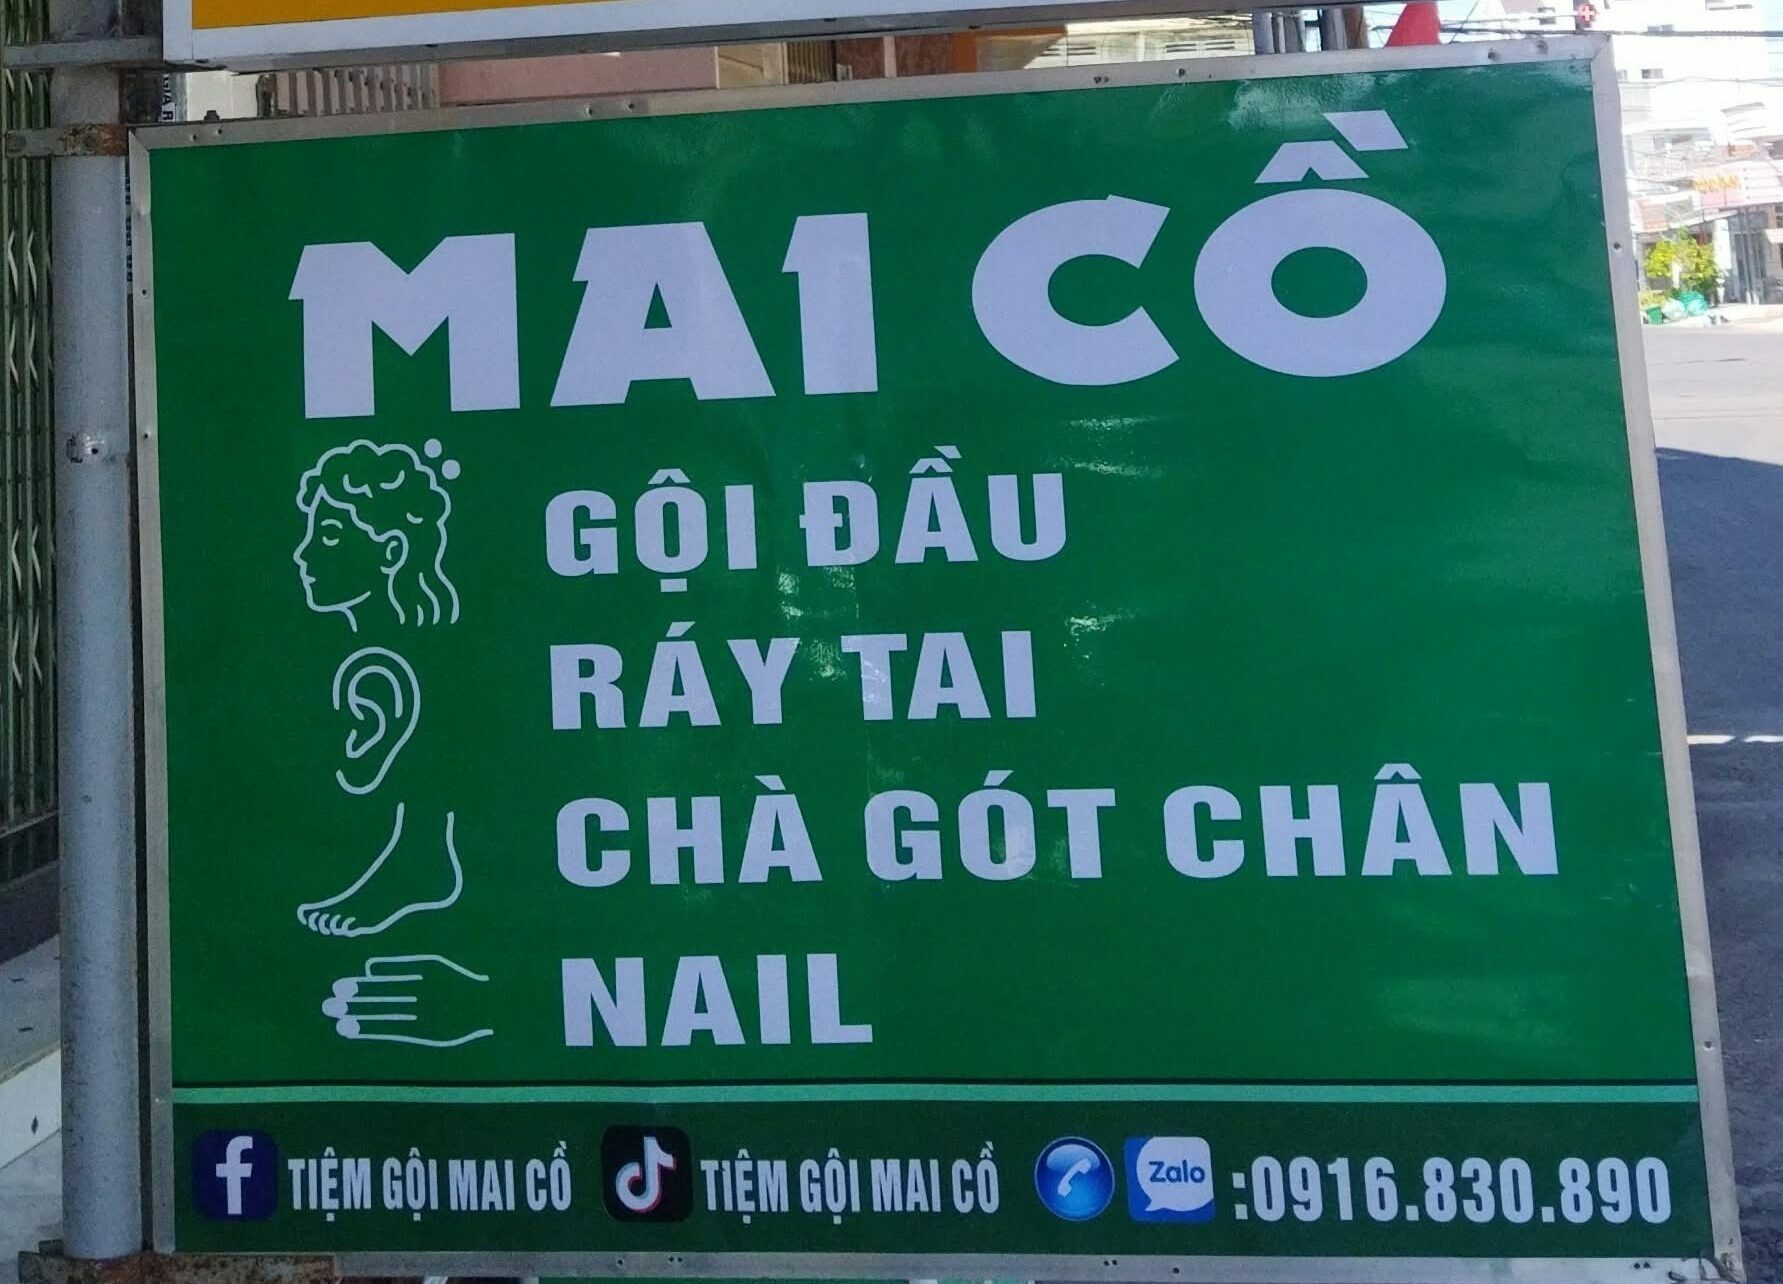 MAI CỒ
GỘI ĐẦU
RÁY TAI
CHÀ GÓT CHÂN
NAIL
f TIỆM GỘI MAI CỒ TIỆM GỘI MAI CỒ Zalo :0916.830.890